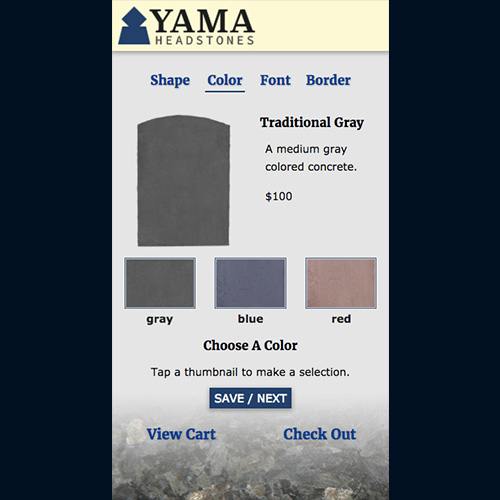 YAMA
HEADSTONES
Shape Color Font Border
Traditional Gray
A medium gray
colored concrete.
$100
gray blue red
Choose A Color
Tap a thumbnail to make a selection.
SAVE / NEXT
View Cart Check Out